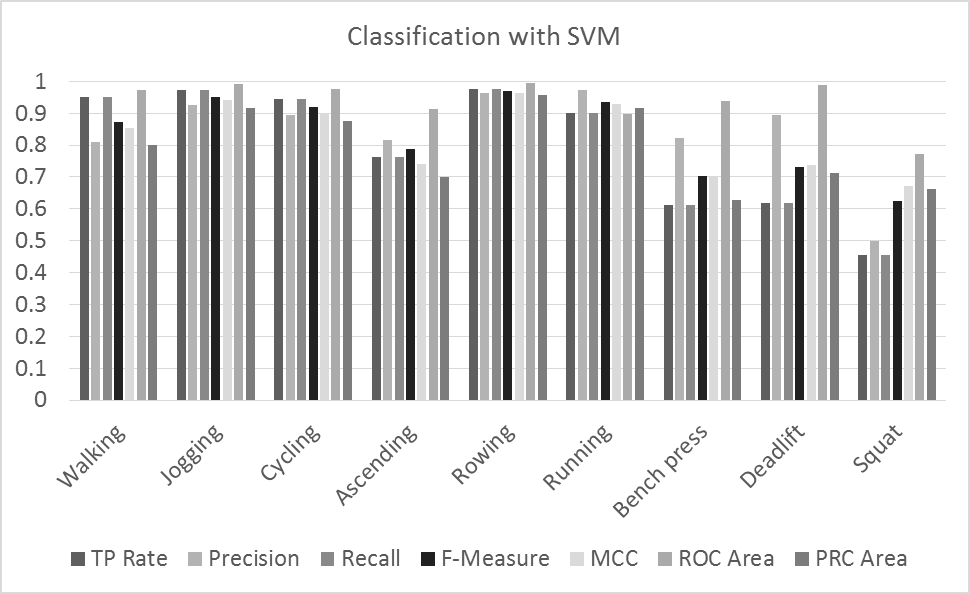 Classification with SVM
1
0.9
0.8
0.7
0.6
0.5
0.4
0.3
0.2
0.1
0
Walking
Jogging
Cycling
Ascending
Rowing
Running
Bench press
Deadlift
Squat
TP Rate Precision Recall F-Measure MCC ROC Area PRC Area